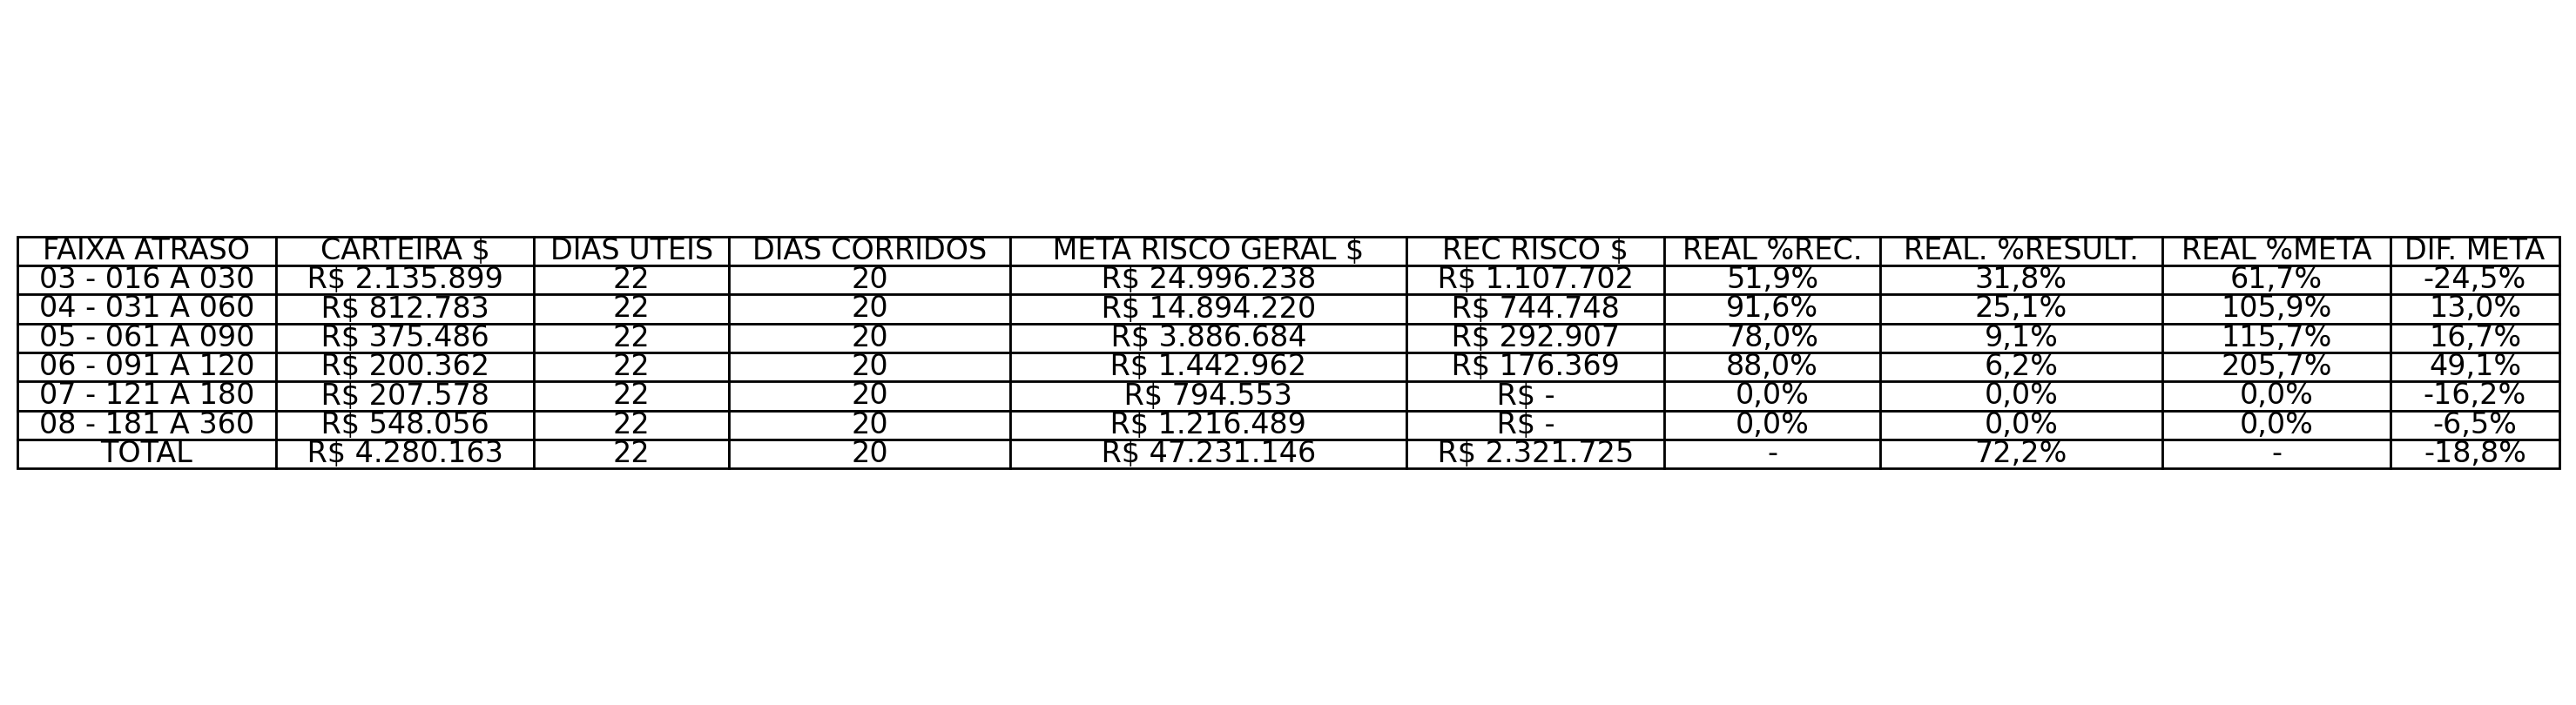 FAIXA ATRASO CARTEIRA $ DIAS UTEIS DIAS CORRIDOS META RISCO GERAL $ REC RISCO $ REAL %REC. REAL. %RESULT. REAL %META DIF. META
03 - 016 A 030 R$ 2.135.899 22 20 R$ 24.996.238 R$ 1.107.702 51,9% 31,8% 61,7% -24,5%
04 - 031 A 060 R$ 812.783 22 20 R$ 14.894.220 R$ 744.748 91,6% 25,1% 105,9% 13,0%
05 - 061 A 090 R$ 375.486 22 20 R$ 3.886.684 R$ 292.907 78,0% 9,1% 115,7% 16,7%
06 - 091 A 120 R$ 200.362 22 20 R$ 1.442.962 R$ 176.369 88,0% 6,2% 205,7% 49,1%
07 - 121 A 180 R$ 207.578 22 20 R$ 794.553 R$ - 0,0% 0,0% 0,0% -16,2%
08 - 181 A 360 R$ 548.056 22 20 R$ 1.216.489 R$ - 0,0% 0,0% 0,0% -6,5%
TOTAL R$ 4.280.163 22 20 R$ 47.231.146 R$ 2.321.725 - 72,2% - -18,8%